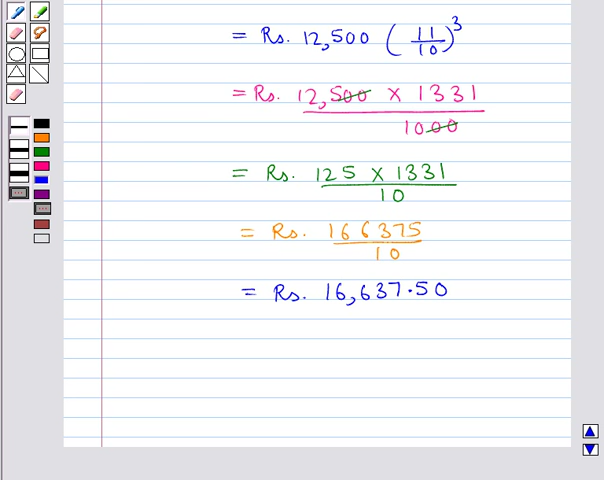 = Rs. 12,500 (11/10)^3
= Rs. 12,500 x 1331
1000
= Rs. 125 x 1331
10
= Rs. 166375
10
= Rs. 16,637.50